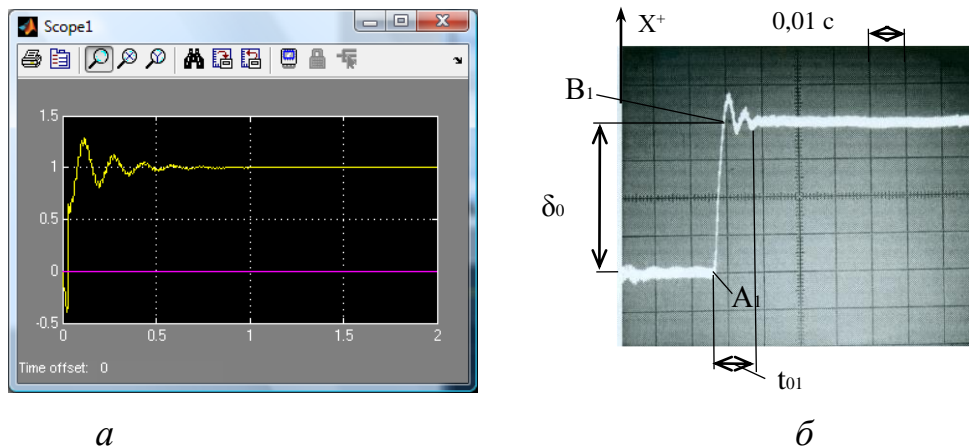 Scope1
1.5
1
0.5
0
-0.5
0
0.5
1
1.5
2
Time offset: 0
X⁺
0,01 с
B₁
δ₀
A₁
t₀₁
а
б